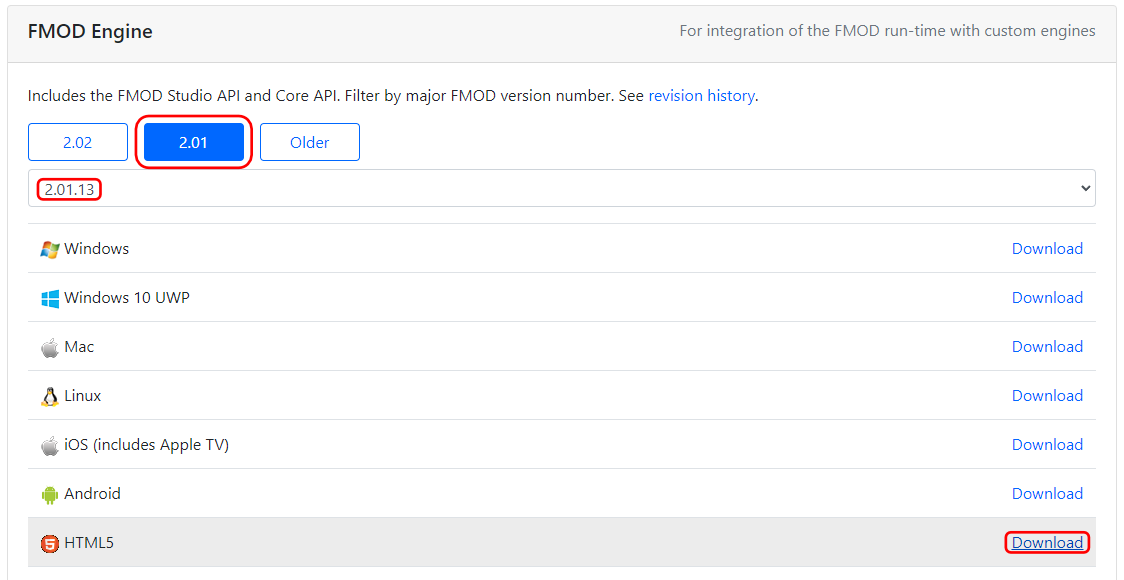 FMOD Engine
For integration of the FMOD run-time with custom engines
Includes the FMOD Studio API and Core API. Filter by major FMOD version number. See revision history.
2.02 2.01 Older
2.01.13
Windows Download
Windows 10 UWP Download
Mac Download
Linux Download
iOS (includes Apple TV) Download
Android Download
HTML5 Download